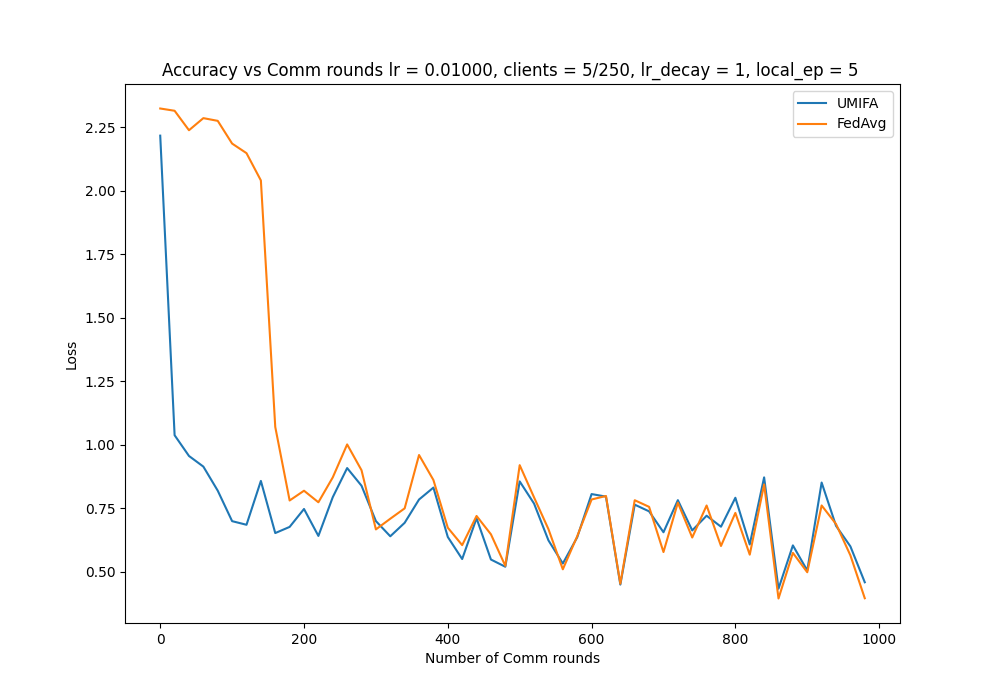 Accuracy vs Comm rounds lr = 0.01000, clients = 5/250, lr_decay = 1, local_ep = 5
UMIFA
FedAvg
2.25
2.00
1.75
1.50
1.25
1.00
0.75
0.50
Loss
0 200 400 600 800 1000
Number of Comm rounds